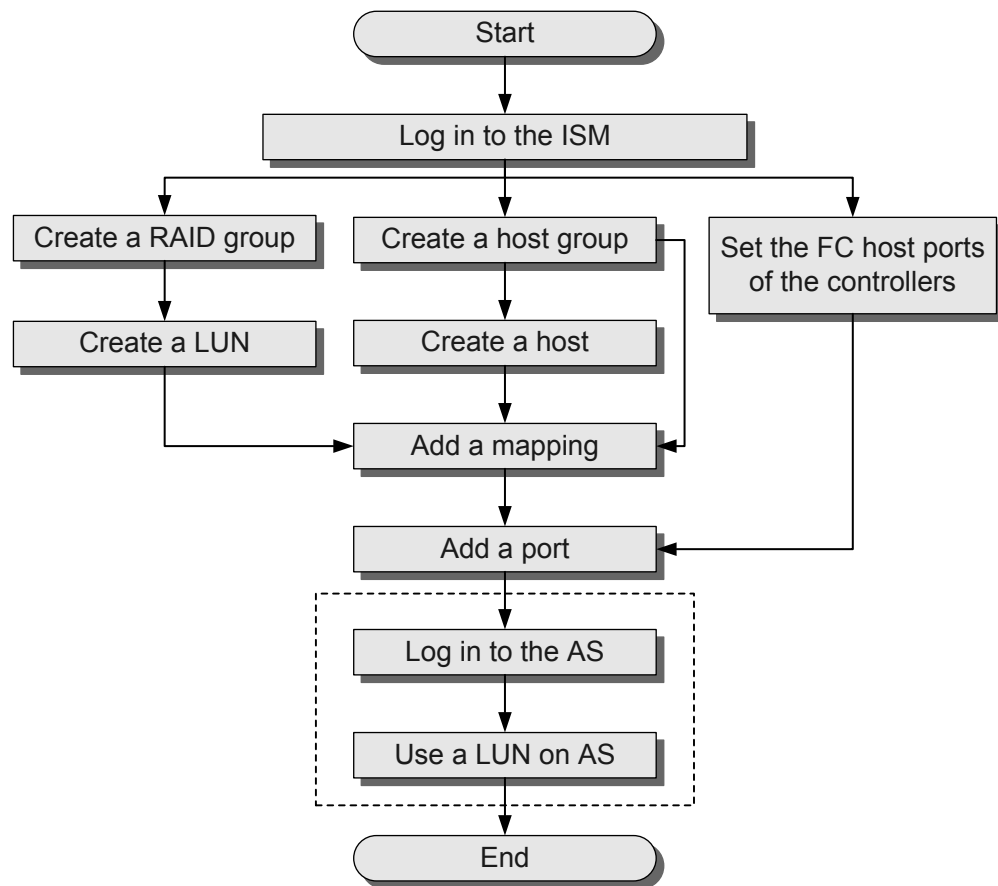 Start
Log in to the ISM
Create a RAID group
Create a host group
Set the FC host ports
of the controllers
Create a LUN
Create a host
Add a mapping
Add a port
Log in to the AS
Use a LUN on AS
End